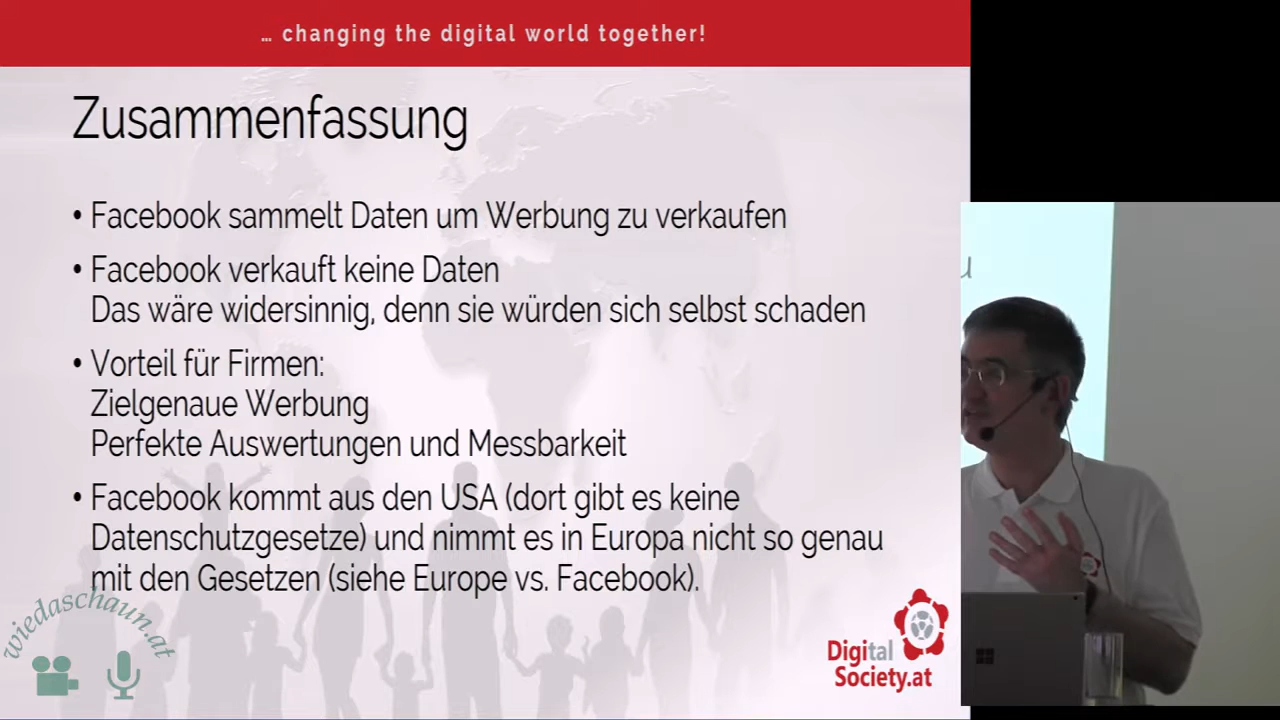 … changing the digital world together!
Zusammenfassung
• Facebook sammelt Daten um Werbung zu verkaufen
• Facebook verkauft keine Daten
Das wäre widersinnig, denn sie würden sich selbst schaden
• Vorteil für Firmen:
Zielgenaue Werbung
Perfekte Auswertungen und Messbarkeit
• Facebook kommt aus den USA (dort gibt es keine
Datenschutzgesetze) und nimmt es in Europa nicht so genau
mit den Gesetzen (siehe Europe vs. Facebook).
wiedaschaun.at
Digital
Society.at